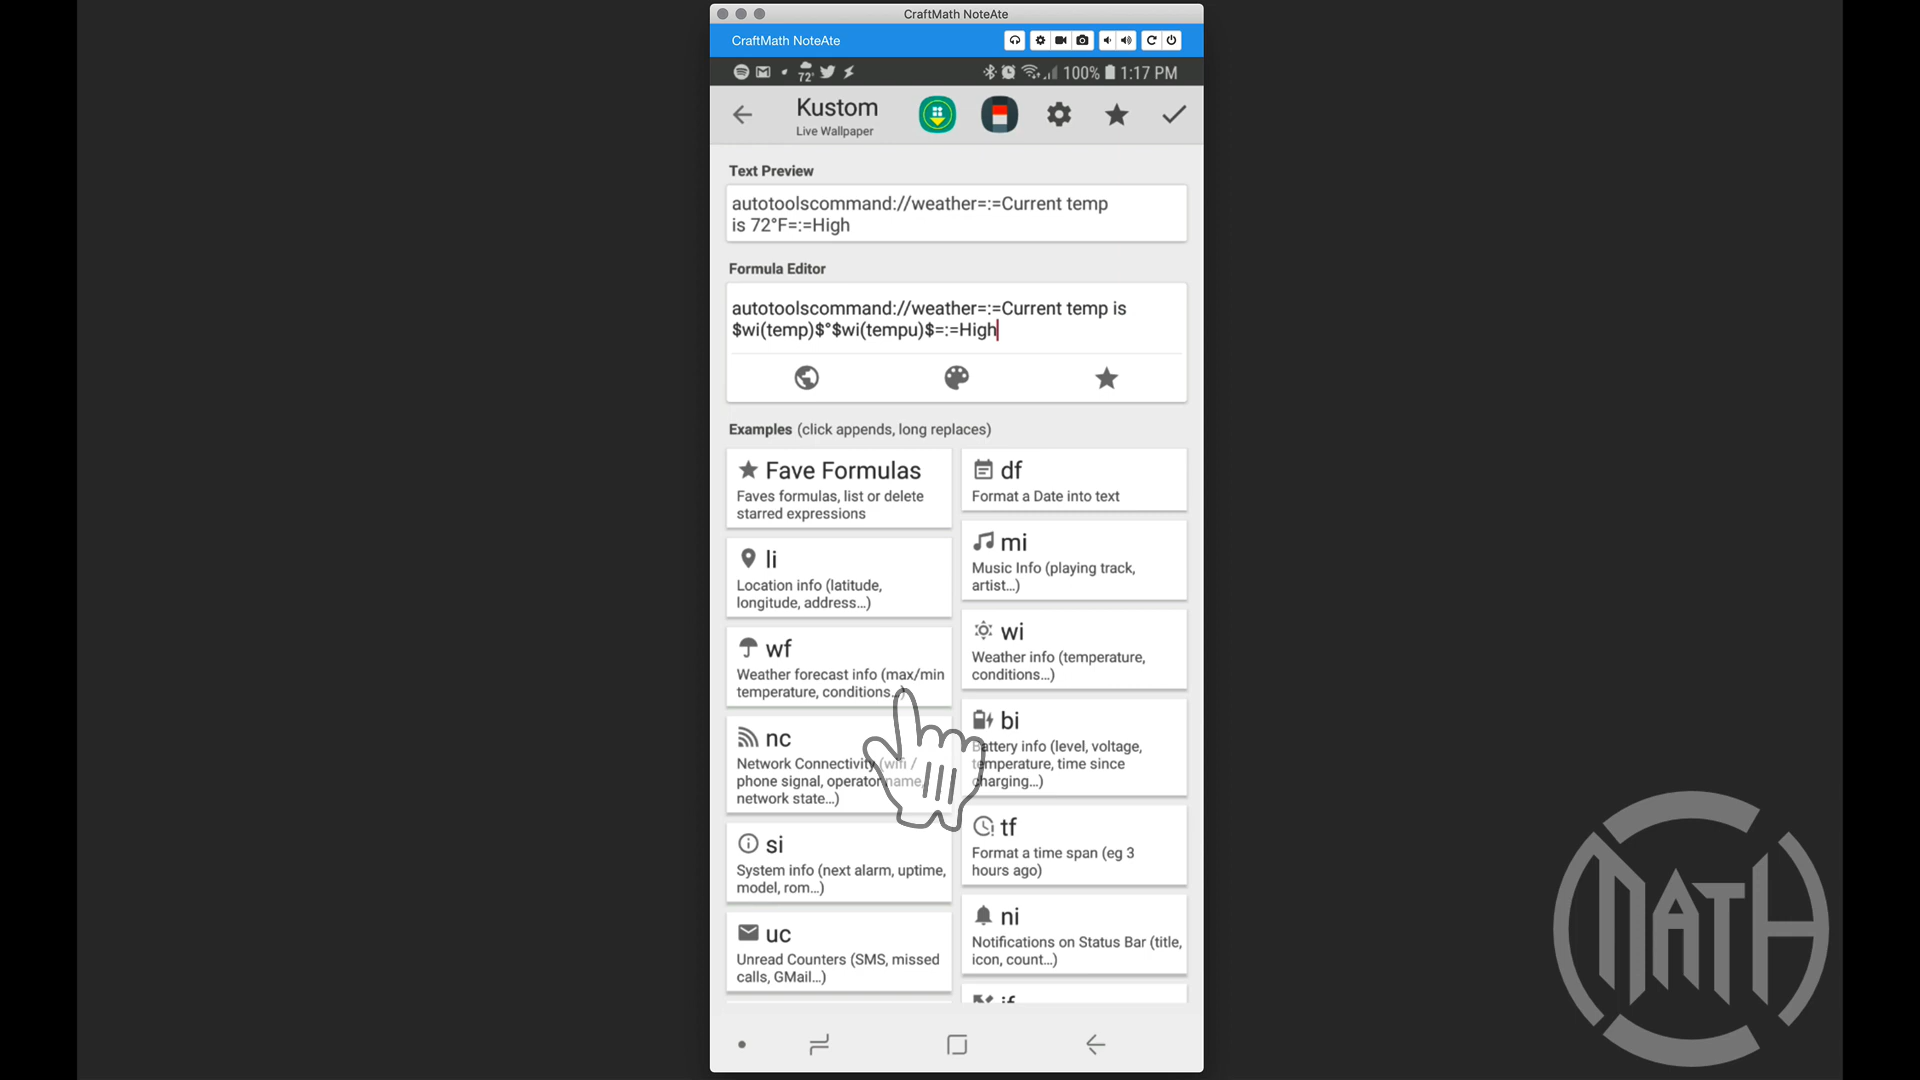 CraftMath NoteAte
CraftMath NoteAte
72°
100% 1:17 PM
Kustom
Live Wallpaper
Text Preview
autotoolscommand://weather=:=Current temp
is 72°F=:=High
Formula Editor
autotoolscommand://weather=:=Current temp is
$wi(temp)$°$wi(tempu)$=:=High
Examples (click appends, long replaces)
Fave Formulas
Faves formulas, list or delete
starred expressions
df
Format a Date into text
li
Location info (latitude,
longitude, address...)
mi
Music Info (playing track,
artist...)
wf
Weather forecast info (max/min
temperature, conditions...)
wi
Weather info (temperature,
conditions...)
nc
Network Connectivity (wifi /
phone signal, operator name,
network state...)
bi
Battery info (level, voltage,
temperature, time since
charging...)
si
System info (next alarm, uptime,
model, rom...)
tf
Format a time span (eg 3
hours ago)
uc
Unread Counters (SMS, missed
calls, GMail...)
ni
Notifications on Status Bar (title,
icon, count...)
if
MATH